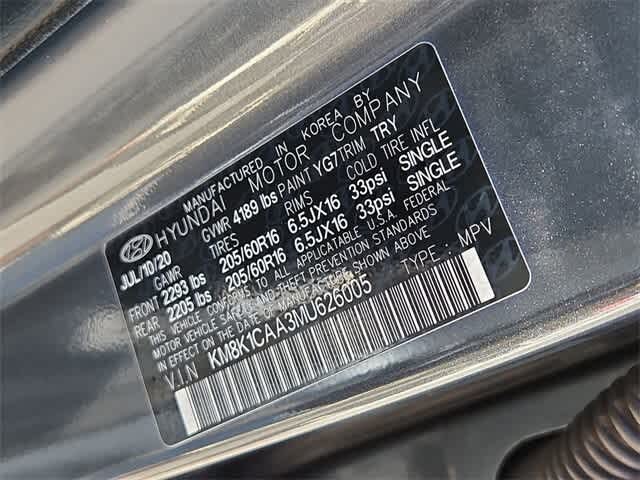 MANUFACTURED IN KOREA BY
HYUNDAI MOTOR COMPANY
JUL/10/20 GVWR 4189 lbs PAINT YG7 TRIM TRY
GAWR TIRES RIMS COLD TIRE INFL
FRONT 2293 lbs 205/60R16 6.5JX16 33psi SINGLE
REAR 2205 lbs 205/60R16 6.5JX16 33psi SINGLE
THIS VEHICLE CONFORMS TO ALL APPLICABLE U.S.A FEDERAL
MOTOR VEHICLE SAFETY AND THEFT PREVENTION STANDARDS
IN EFFECT ON THE DATE OF MANUFACTURE SHOWN ABOVE.
V.I.N KM8K1CAA3MU626005 TYPE: MPV